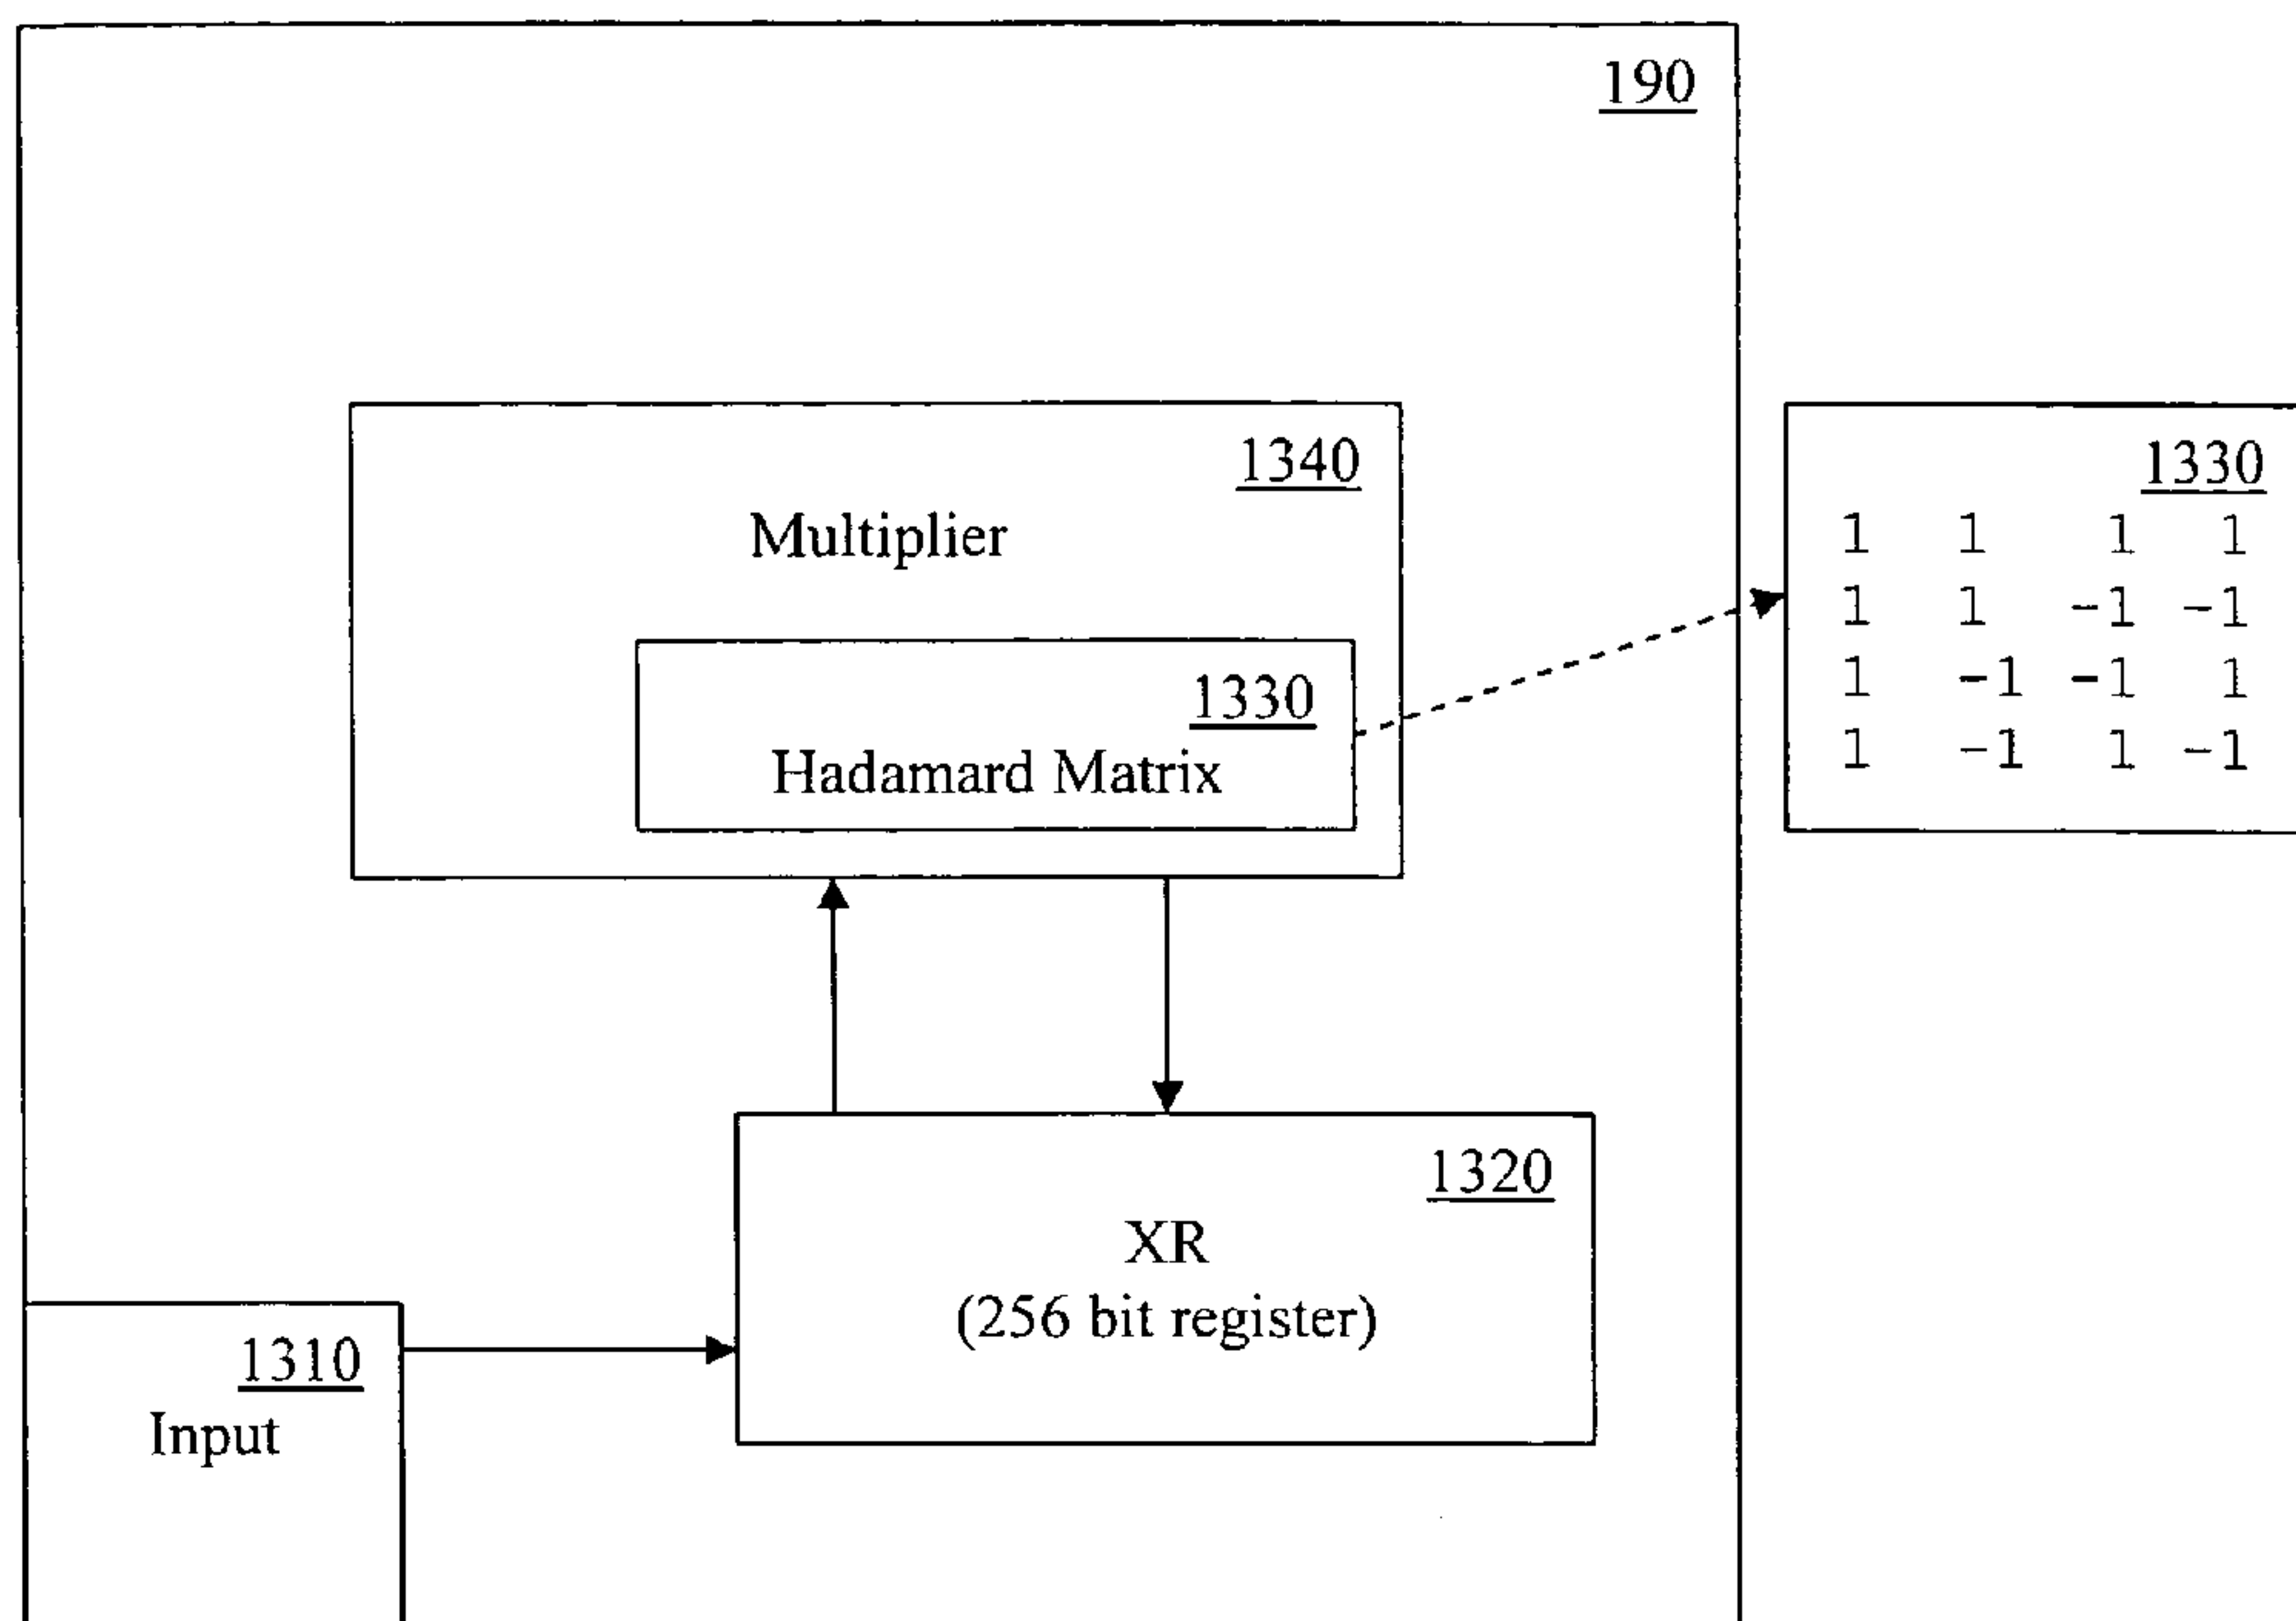 190
1340
Multiplier
1330
Hadamard Matrix
1330
1 1 1 1
1 1 -1 -1
1 -1 -1 1
1 -1 1 -1
1320
XR
(256 bit register)
1310
Input